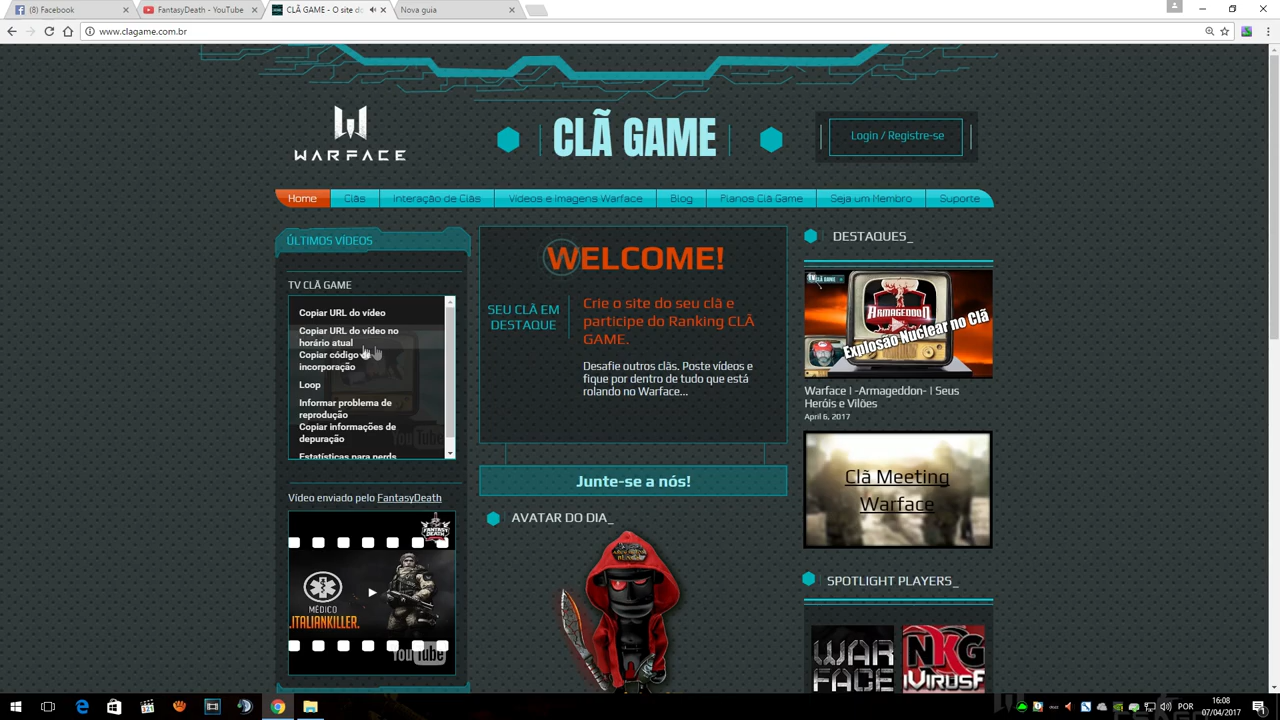 (8) Facebook
FantasyDeath - YouTube
CLÃ GAME - O site do
Nova guia
www.clagame.com.br
WARFACE
CLÃ GAME
Login / Registre-se
Home
Clãs
Interação de Clãs
Vídeos e Imagens Warface
Blog
Planos Clã Game
Seja um Membro
Suporte
ÚLTIMOS VÍDEOS
TV CLÃ GAME
Copiar URL do vídeo
Copiar URL do vídeo no
horário atual
Copiar código
incorporação
Loop
Informar problema de
reprodução
Copiar informações de
depuração
Estatísticas para nerds
YouTube
Vídeo enviado pelo FantasyDeath
FANTASY
DEATH
MÉDICO
.ITALIANKILLER.
YouTube
WELCOME!
SEU CLÃ EM
DESTAQUE
Crie o site do seu clã e
participe do Ranking CLÃ
GAME.
Desafie outros clãs. Poste vídeos e
fique por dentro de tudo que está
rolando no Warface...
Junte-se a nós!
AVATAR DO DIA_
DESTAQUES_
ARMAGEDDON
Explosão Nuclear no Clã
Warface | -Armageddon- | Seus
Heróis e Vilões
April 6, 2017
Clã Meeting
Warface
SPOTLIGHT PLAYERS_
WAR
FACE
NKG
VIRUSF
POR
16:08
07/04/2017